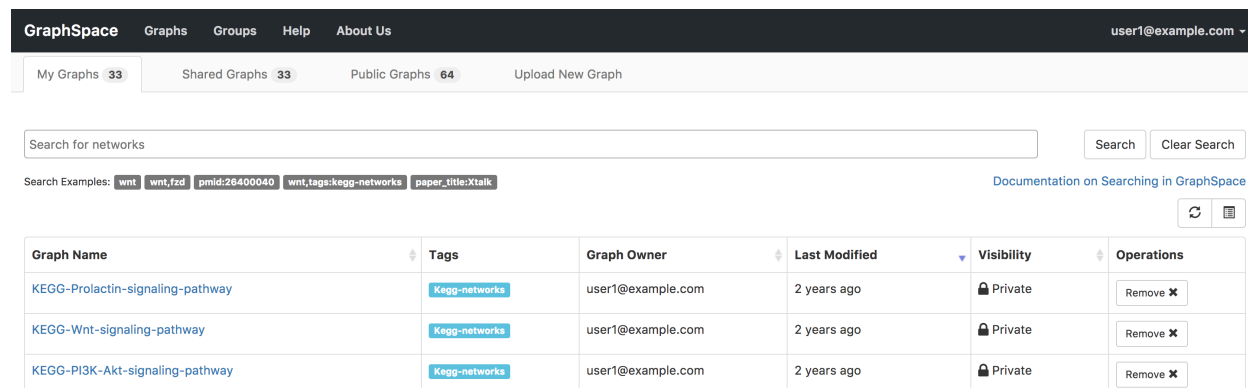 GraphSpace Graphs Groups Help About Us user1@example.com
My Graphs 33 Shared Graphs 33 Public Graphs 64 Upload New Graph
Search for networks Search Clear Search
Search Examples: wnt wnt,fzd pmid:26400040 wnt,tags:kegg-networks paper_title:Xtalk Documentation on Searching in GraphSpace
Graph Name Tags Graph Owner Last Modified Visibility Operations
KEGG-Prolactin-signaling-pathway Kegg-networks user1@example.com 2 years ago Private Remove
KEGG-Wnt-signaling-pathway Kegg-networks user1@example.com 2 years ago Private Remove
KEGG-PI3K-Akt-signaling-pathway Kegg-networks user1@example.com 2 years ago Private Remove